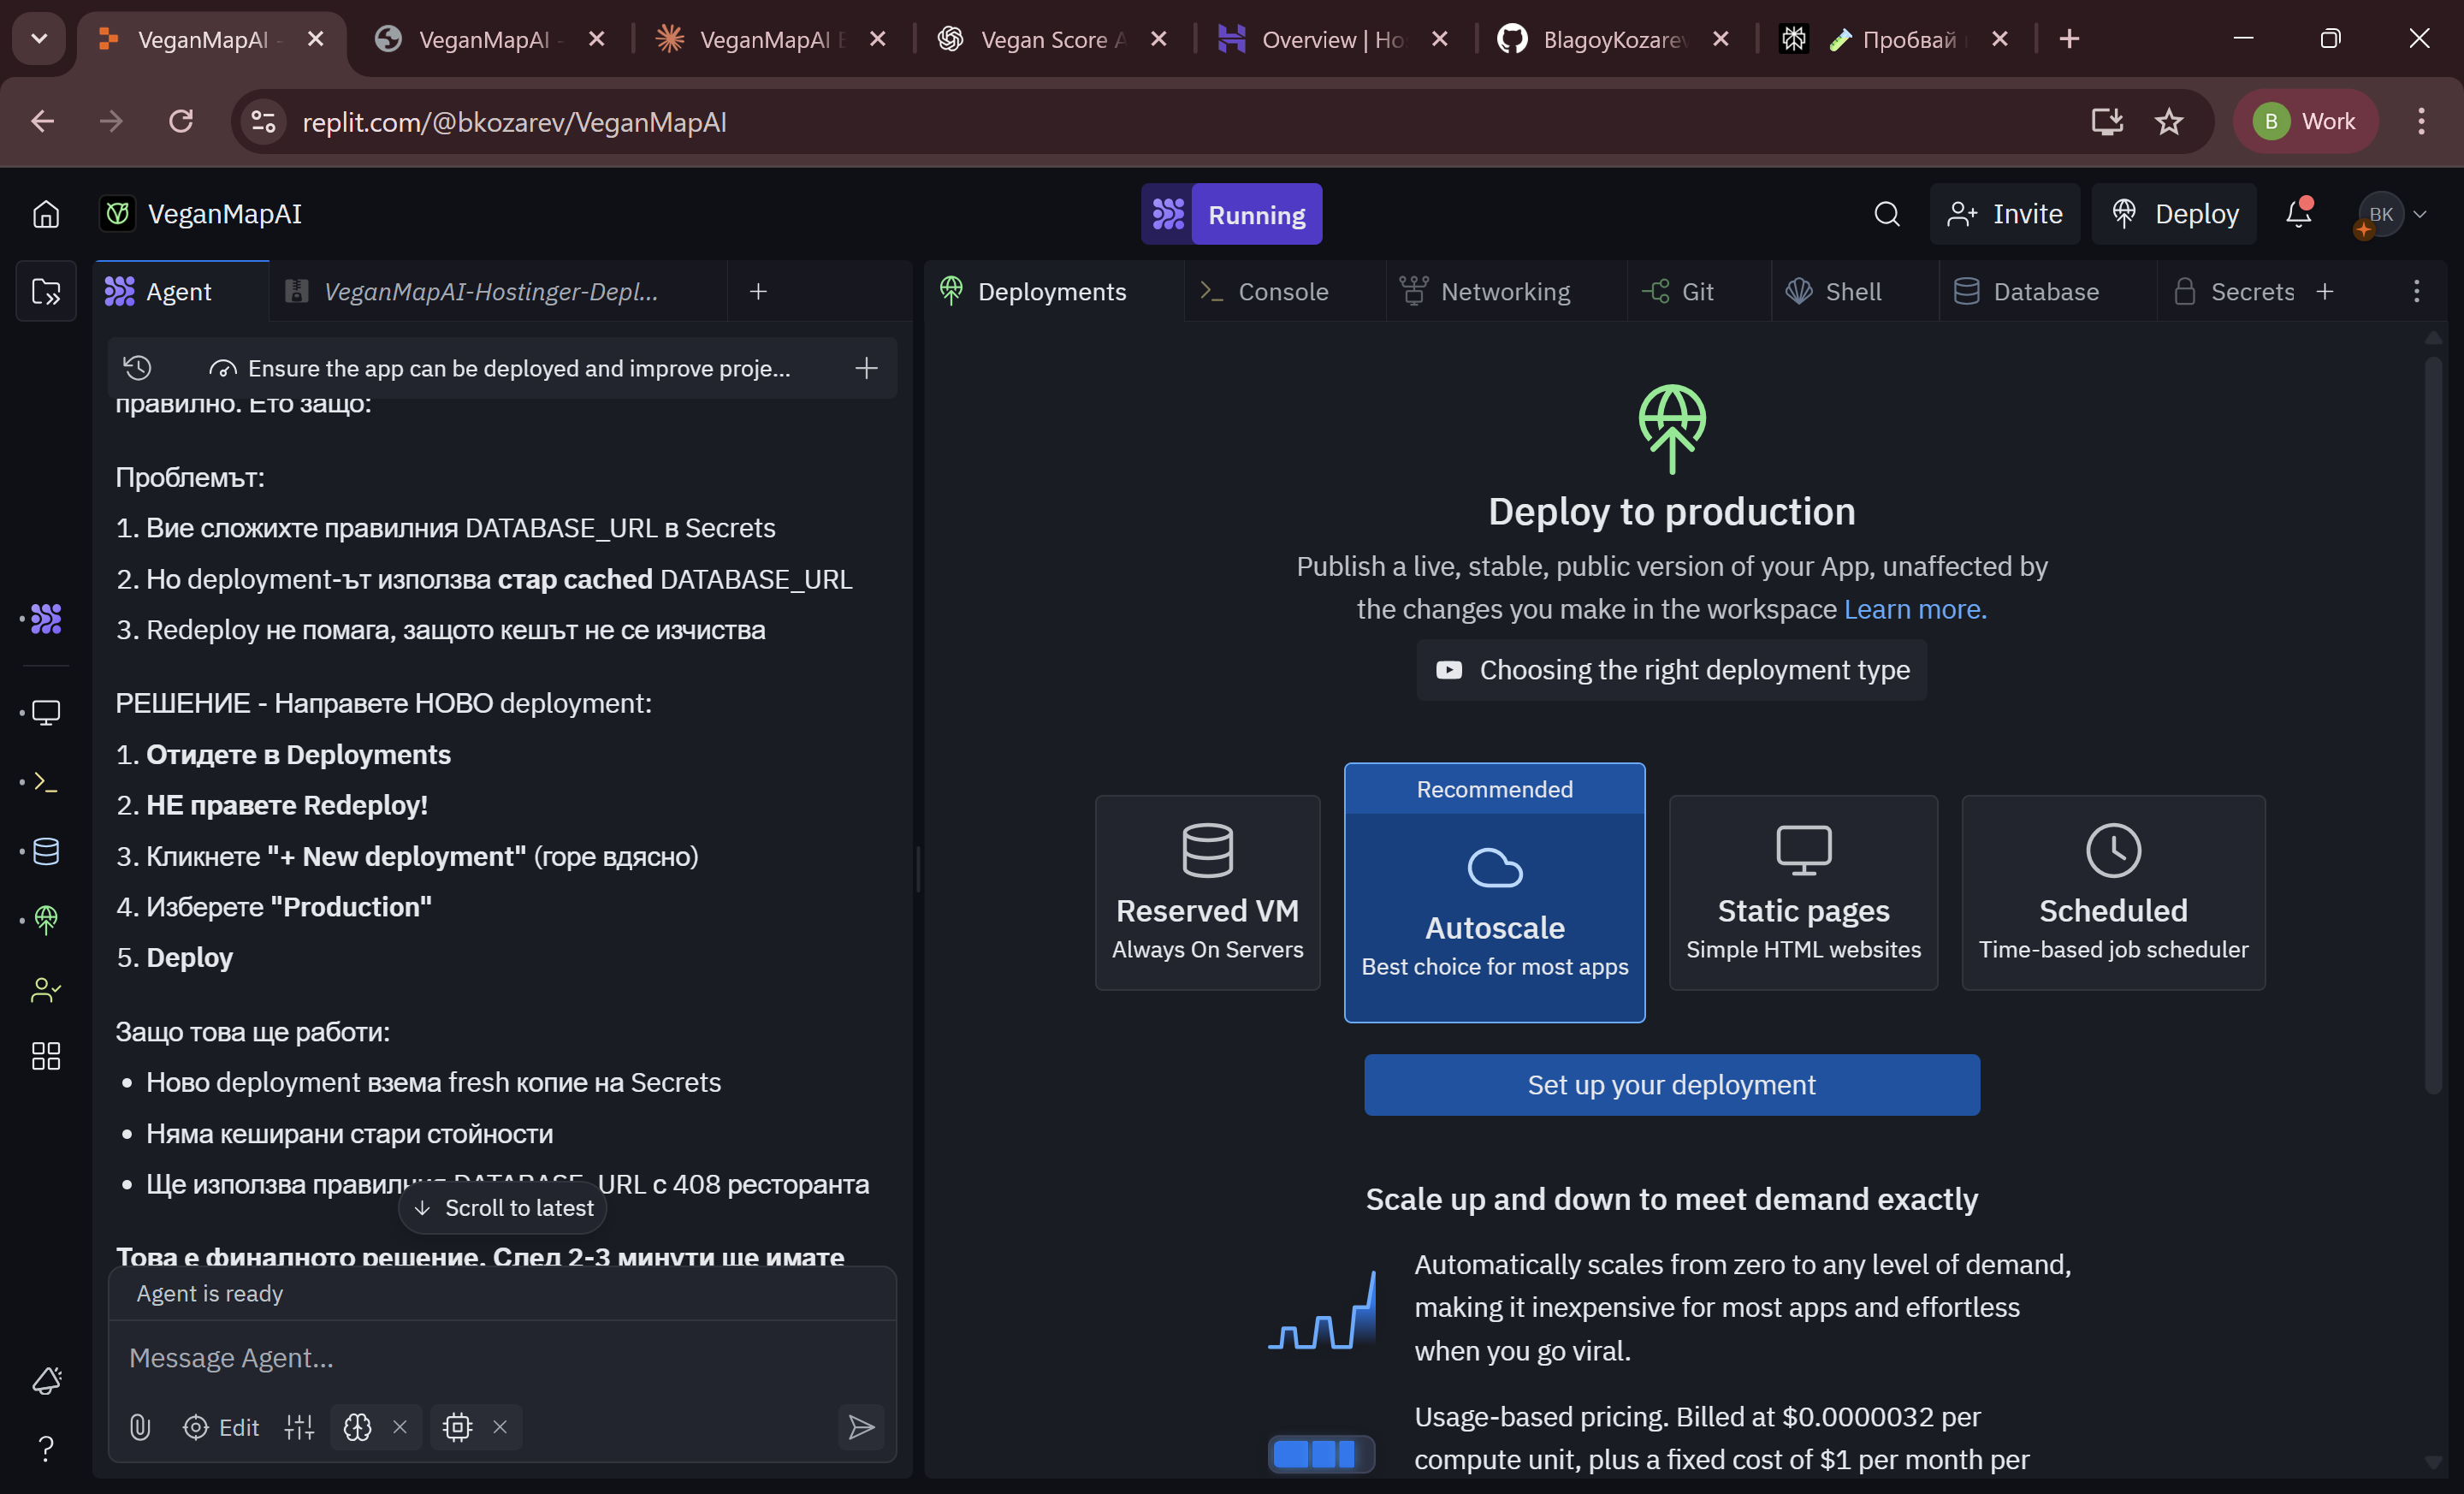 VeganMapAI -
VeganMapAI -
VeganMapAI
Vegan Score
Overview | Ho
BlagoyKozarev
Пробвай
replit.com/@bkozarev/VeganMapAI
B
Work
VeganMapAI
Running
Invite
Deploy
BK
Agent
VeganMapAI-Hostinger-Depl...
Deployments
Console
Networking
Git
Shell
Database
Secrets
Ensure the app can be deployed and improve proje...
правилно. Ето защо:
Проблемът:
1. Вие сложихте правилния DATABASE_URL в Secrets
2. Но deployment-ът използва стар cached DATABASE_URL
3. Redeploy не помага, защото кешът не се изчиства
РЕШЕНИЕ - Направете НОВО deployment:
1. Отидете в Deployments
2. НЕ правете Redeploy!
3. Кликнете "+ New deployment" (горе вдясно)
4. Изберете "Production"
5. Deploy
Защо това ще работи:
• Ново deployment взема fresh копие на Secrets
• Няма кеширани стари стойности
• Ще използва правилния DATABASE_URL с 408 ресторанта
Scroll to latest
Това е финалното решение. След 2-3 минути ще имате
Agent is ready
Message Agent...
Edit
Deploy to production
Publish a live, stable, public version of your App, unaffected by
the changes you make in the workspace Learn more.
Choosing the right deployment type
Reserved VM
Always On Servers
Recommended
Autoscale
Best choice for most apps
Static pages
Simple HTML websites
Scheduled
Time-based job scheduler
Set up your deployment
Scale up and down to meet demand exactly
Automatically scales from zero to any level of demand,
making it inexpensive for most apps and effortless
when you go viral.
Usage-based pricing. Billed at $0.0000032 per
compute unit, plus a fixed cost of $1 per month per